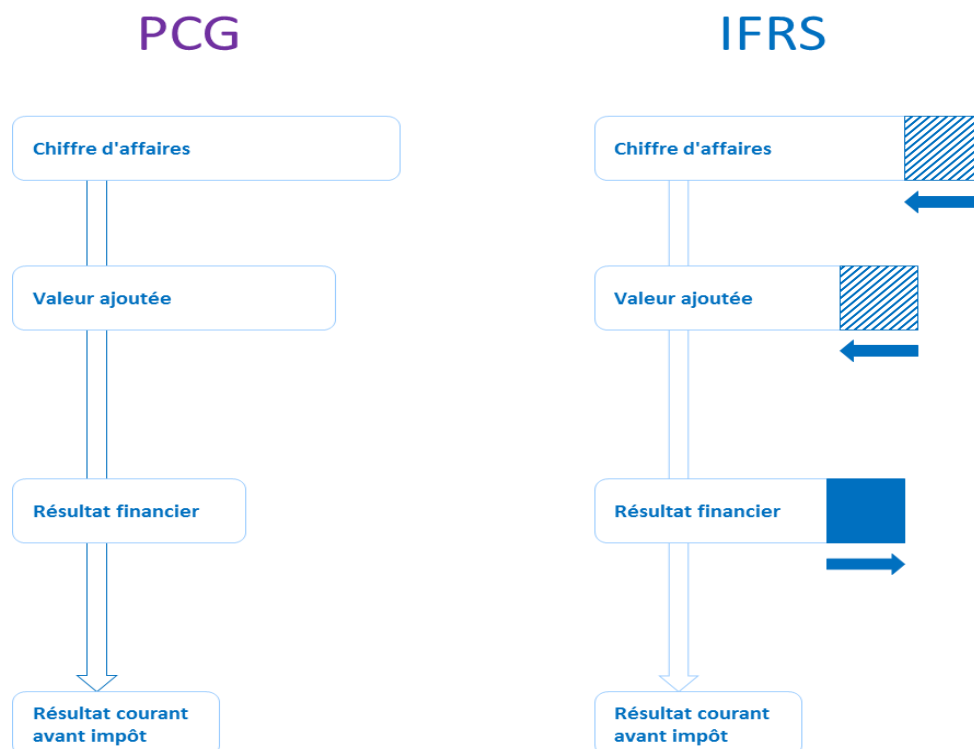 PCG
IFRS
Chiffre d'affaires
Chiffre d'affaires
Valeur ajoutée
Valeur ajoutée
Résultat financier
Résultat financier
Résultat courant
avant impôt
Résultat courant
avant impôt